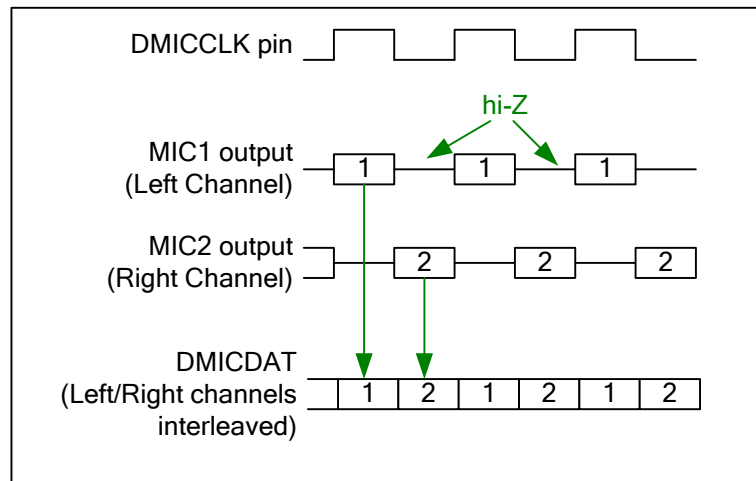 DMICCLK pin
hi-Z
MIC1 output
(Left Channel)
1 1 1
MIC2 output
(Right Channel)
2 2 2
DMICDAT
(Left/Right channels
interleaved)
1 2 1 2 1 2